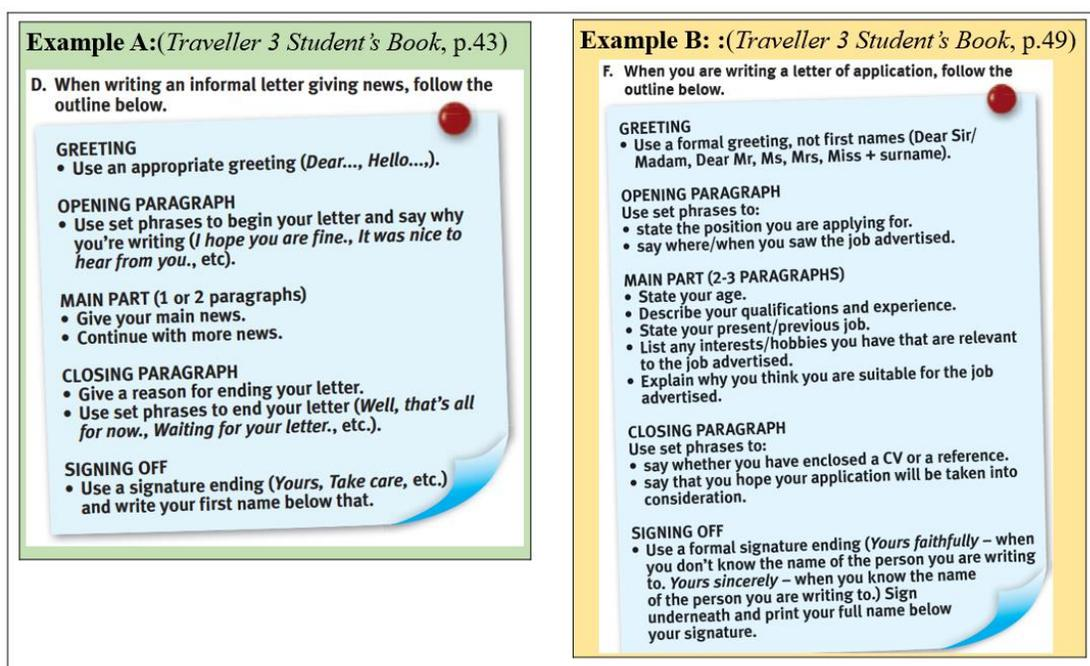 Example A:(Traveller 3 Student's Book, p.43)
D. When writing an informal letter giving news, follow the
outline below.
GREETING
• Use an appropriate greeting (Dear..., Hello...,).
OPENING PARAGRAPH
• Use set phrases to begin your letter and say why
you're writing (I hope you are fine., It was nice to
hear from you., etc).
MAIN PART (1 or 2 paragraphs)
• Give your main news.
• Continue with more news.
CLOSING PARAGRAPH
• Give a reason for ending your letter.
• Use set phrases to end your letter (Well, that's all
for now., Waiting for your letter., etc.).
SIGNING OFF
• Use a signature ending (Yours, Take care, etc.)
and write your first name below that.
Example B: :(Traveller 3 Student's Book, p.49)
F. When you are writing a letter of application, follow the
outline below.
GREETING
• Use a formal greeting, not first names (Dear Sir/
Madam, Dear Mr, Ms, Mrs, Miss + surname).
OPENING PARAGRAPH
Use set phrases to:
• state the position you are applying for.
• say where/when you saw the job advertised.
MAIN PART (2-3 PARAGRAPHS)
• State your age.
• Describe your qualifications and experience.
• State your present/previous job.
• List any interests/hobbies you have that are relevant
to the job advertised.
• Explain why you think you are suitable for the job
advertised.
CLOSING PARAGRAPH
Use set phrases to:
• say whether you have enclosed a CV or a reference.
• say that you hope your application will be taken into
consideration.
SIGNING OFF
• Use a formal signature ending (Yours faithfully – when
you don't know the name of the person you are writing
to. Yours sincerely – when you know the name
of the person you are writing to.) Sign
underneath and print your full name below
your signature.